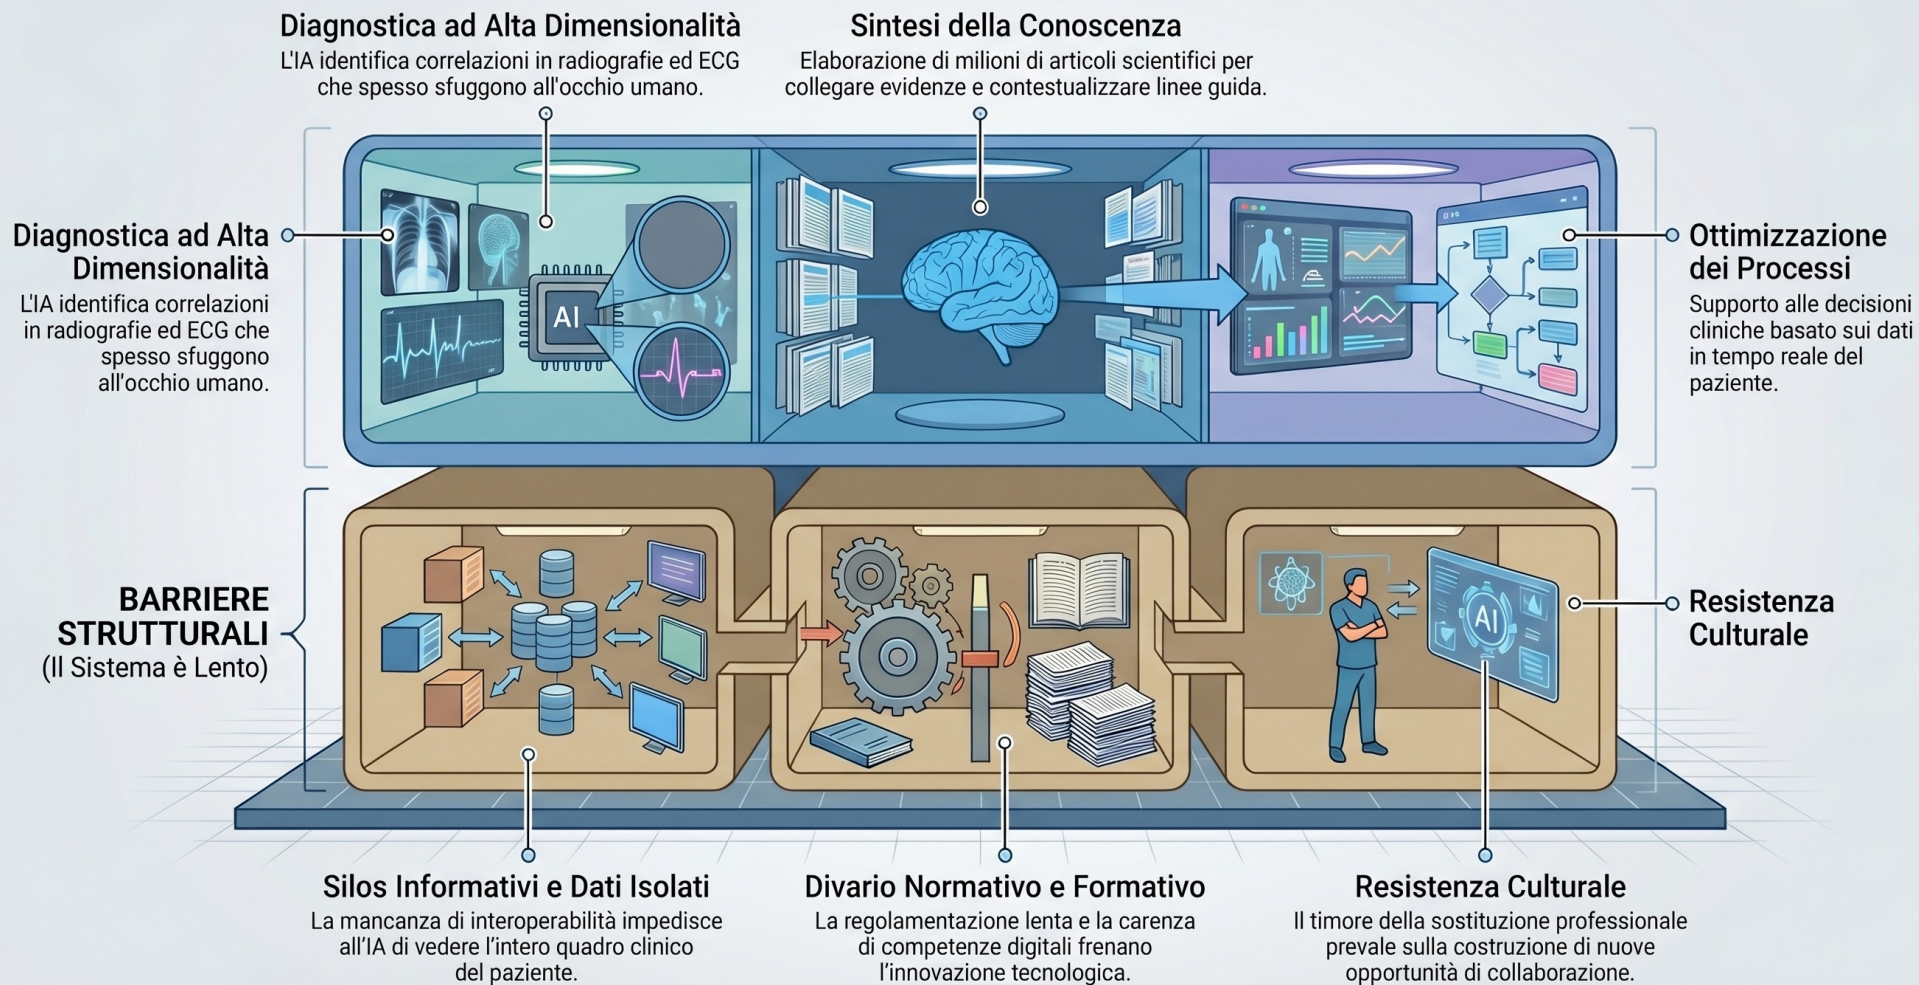 Diagnostica ad Alta Dimensionalità
L'IA identifica correlazioni in radiografie ed ECG
che spesso sfuggono all'occhio umano.
Sintesi della Conoscenza
Elaborazione di milioni di articoli scientifici per
collegare evidenze e contestualizzare linee guida.
Diagnostica ad Alta
Dimensionalità
L'IA identifica correlazioni
in radiografie ed ECG che
spesso sfuggono
all'occhio umano.
AI
Ottimizzazione
dei Processi
Supporto alle decisioni
cliniche basato sui dati
in tempo reale del
paziente.
BARRIERE
STRUTTURALI
(Il Sistema è Lento)
AI
Resistenza
Culturale
Silos Informativi e Dati Isolati
La mancanza di interoperabilità impedisce
all’IA di vedere l’intero quadro clinico
del paziente.
Divario Normativo e Formativo
La regolamentazione lenta e la carenza
di competenze digitali frenano
l’innovazione tecnologica.
Resistenza Culturale
Il timore della sostituzione professionale
prevale sulla costruzione di nuove
opportunità di collaborazione.